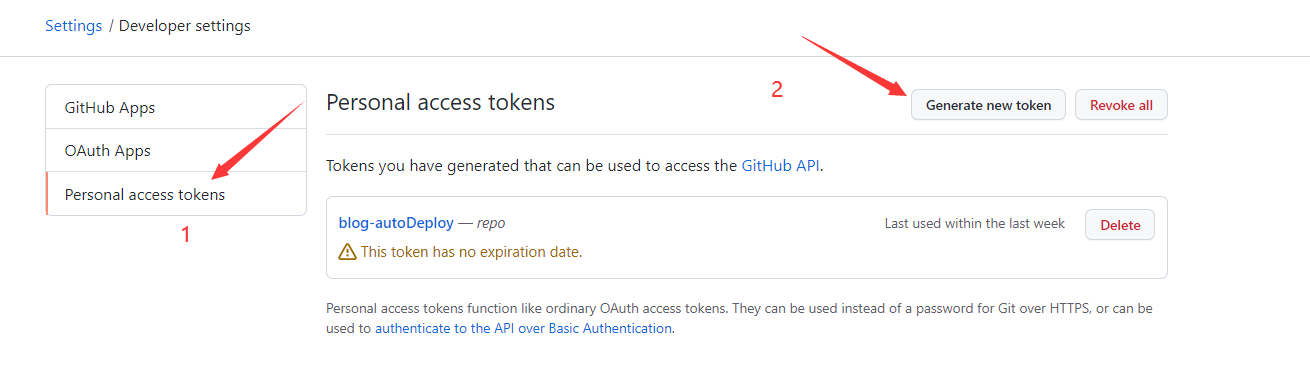 Settings / Developer settings
GitHub Apps
OAuth Apps
Personal access tokens
1
Personal access tokens
2
Generate new token
Revoke all
Tokens you have generated that can be used to access the GitHub API.
blog-autoDeploy — repo
Last used within the last week
Delete
This token has no expiration date.
Personal access tokens function like ordinary OAuth access tokens. They can be used instead of a password for Git over HTTPS, or can be
used to authenticate to the API over Basic Authentication.